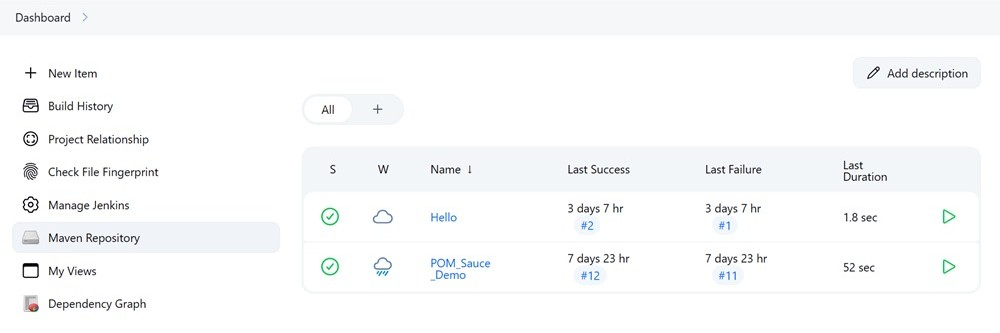 Dashboard
New Item
Build History
Project Relationship
Check File Fingerprint
Manage Jenkins
Maven Repository
My Views
Dependency Graph
Add description
All +
S W Name ↓ Last Success Last Failure Last
Duration
Hello 3 days 7 hr 3 days 7 hr 1.8 sec
#2 #1
POM_Sauce 7 days 23 hr 7 days 23 hr 52 sec
_Demo #12 #11